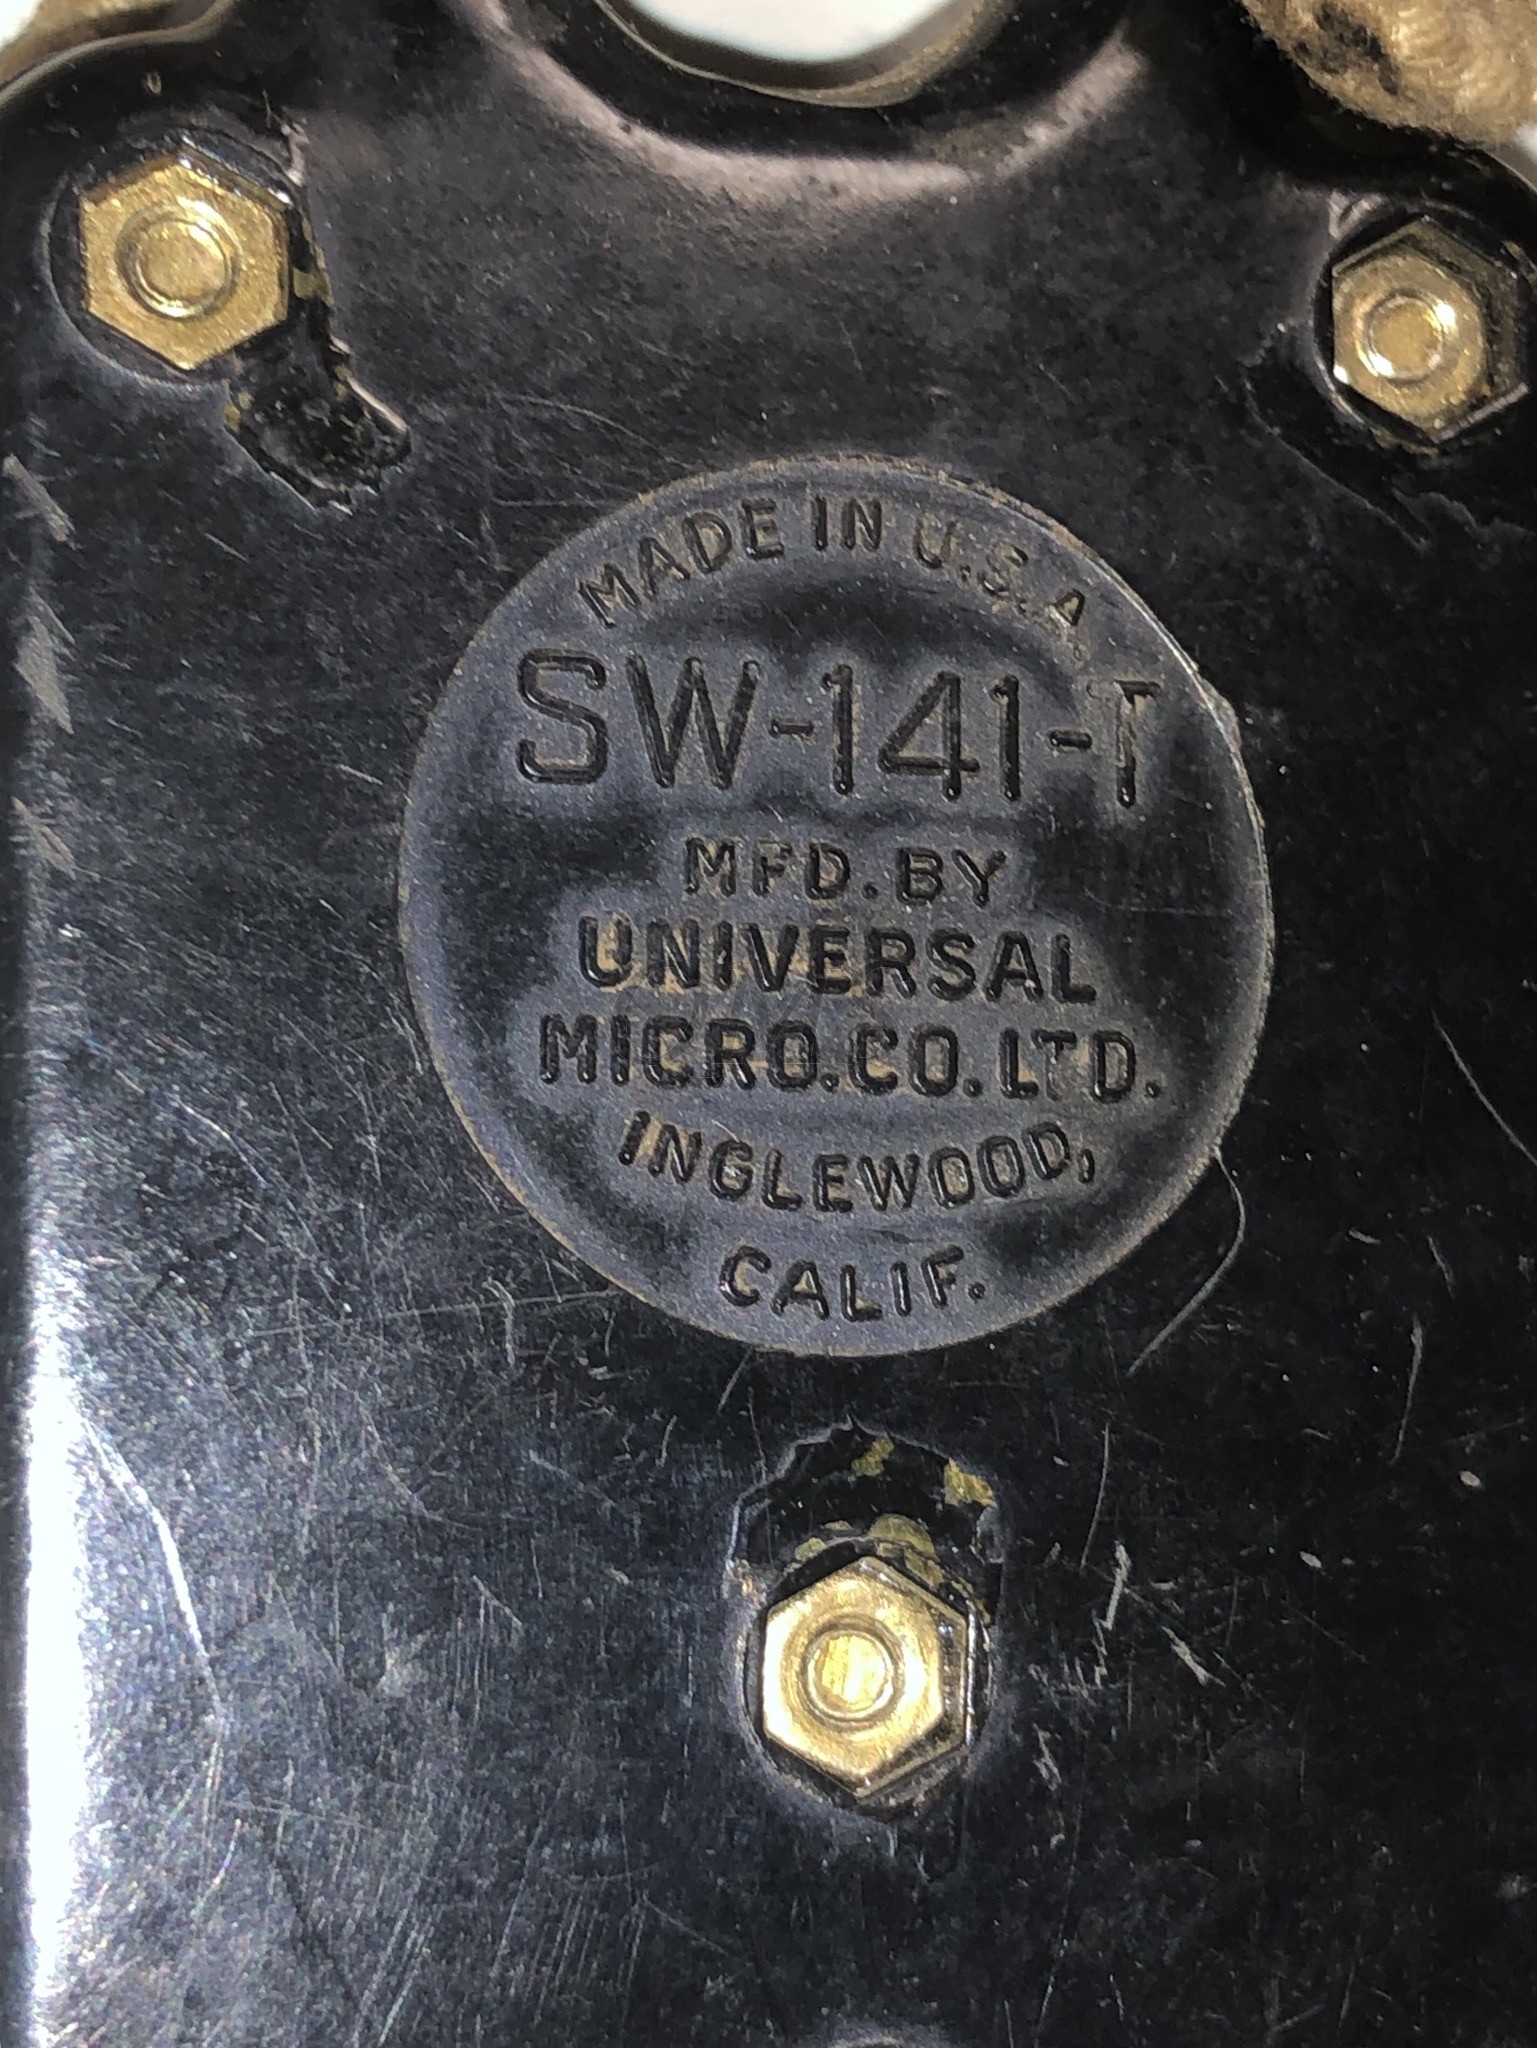 MADE IN U.S.A.
SW-141-T
MFD. BY
UNIVERSAL
MICRO.CO.LTD.
INGLEWOOD,
CALIF.